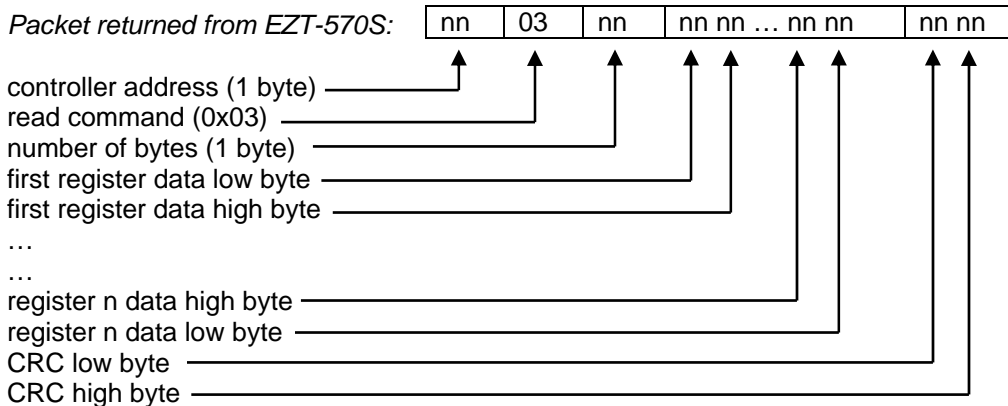 Packet returned from EZT-570S: nn 03 nn nn nn … nn nn nn nn
controller address (1 byte)
read command (0x03)
number of bytes (1 byte)
first register data low byte
first register data high byte
…
…
register n data high byte
register n data low byte
CRC low byte
CRC high byte